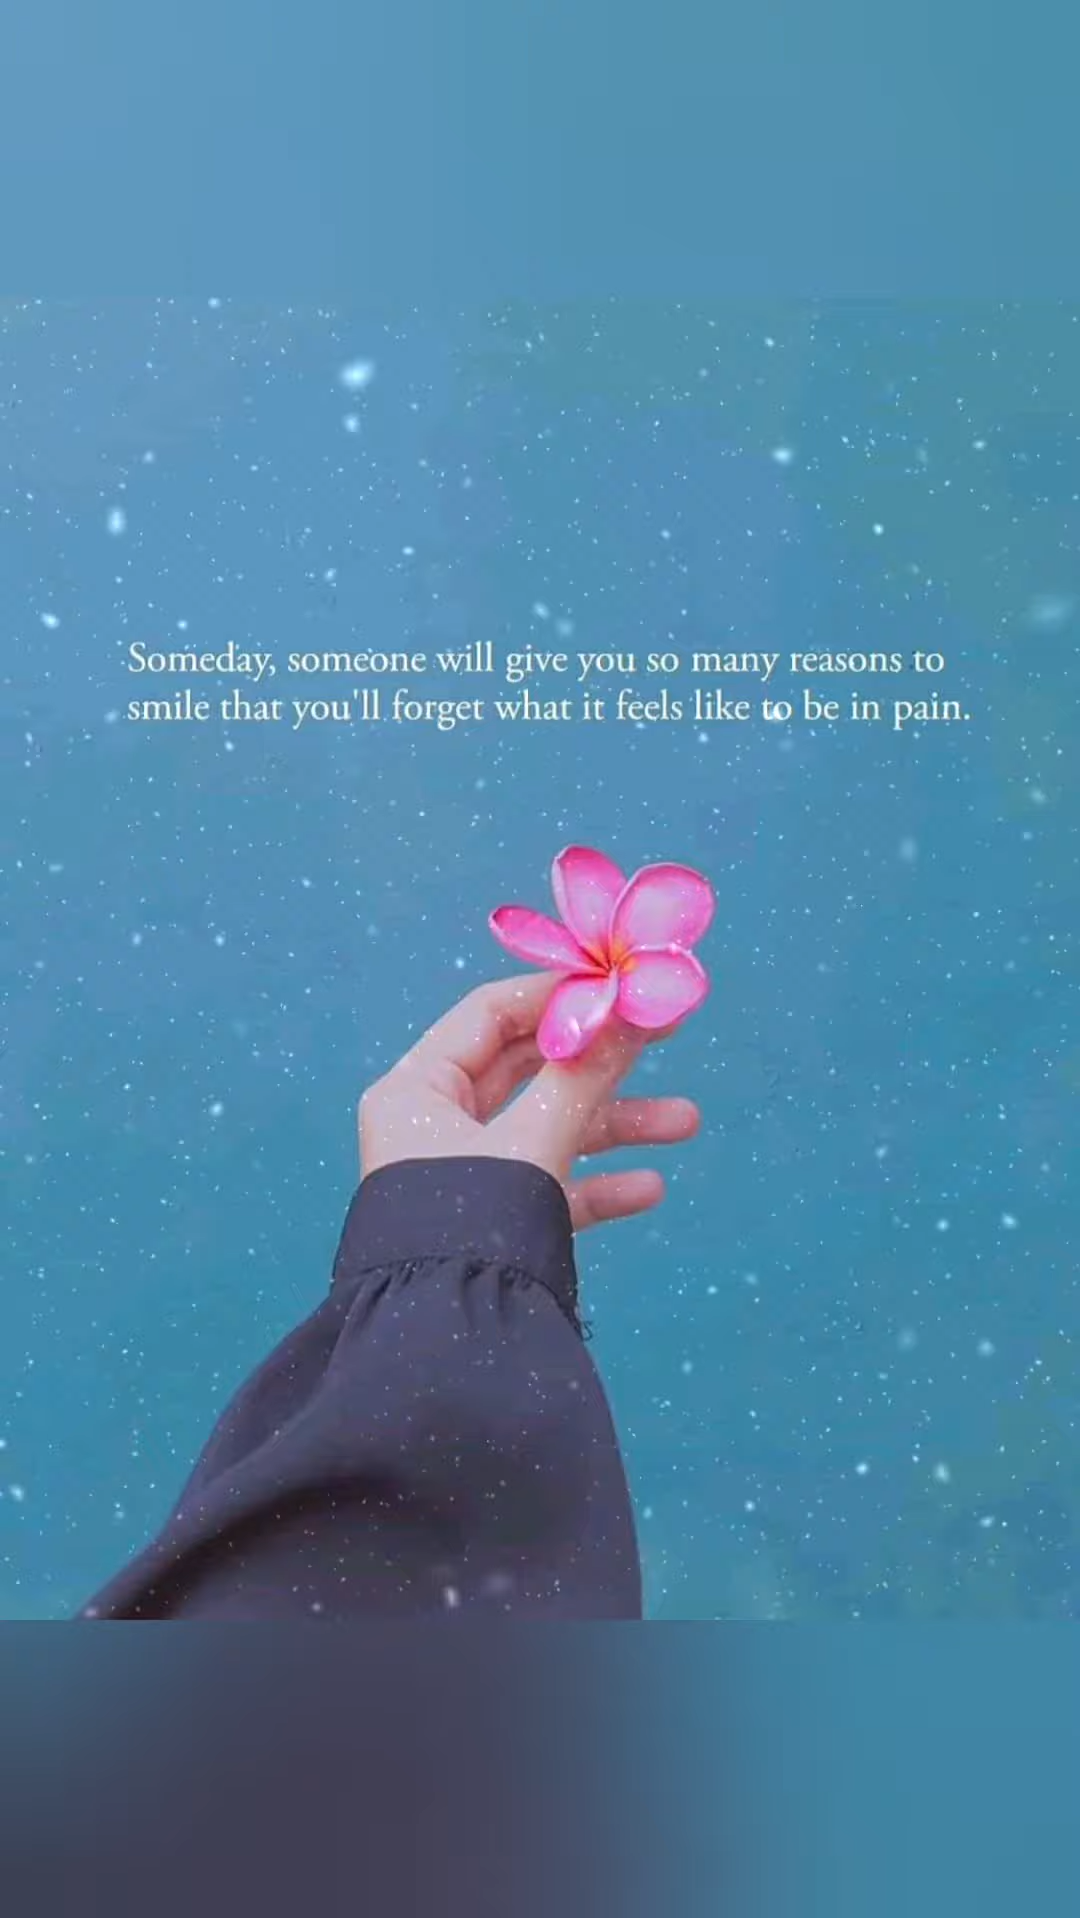 Someday, someone will give you so many reasons to
smile that you'll forget what it feels like to be in pain.